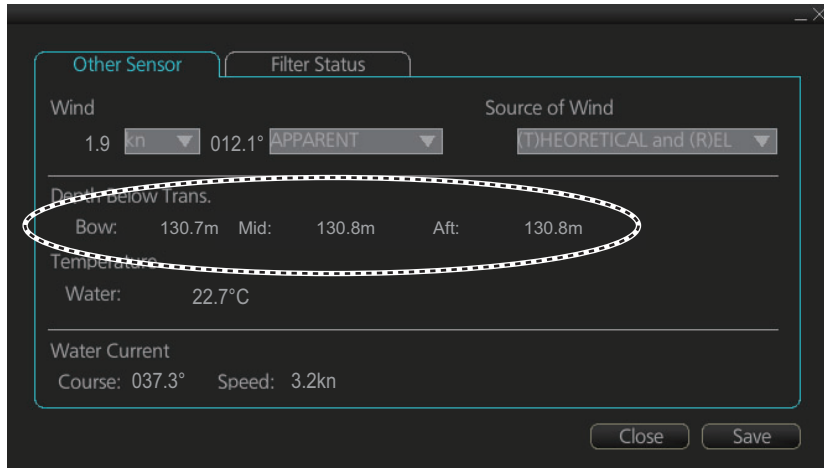 Other Sensor Filter Status
Wind Source of Wind
1.9 kn 012.1° APPARENT (T)HEORETICAL and (R)EL
Depth Below Trans.
Bow: 130.7m Mid: 130.8m Aft: 130.8m
Temperature
Water: 22.7°C
Water Current
Course: 037.3° Speed: 3.2kn
Close Save